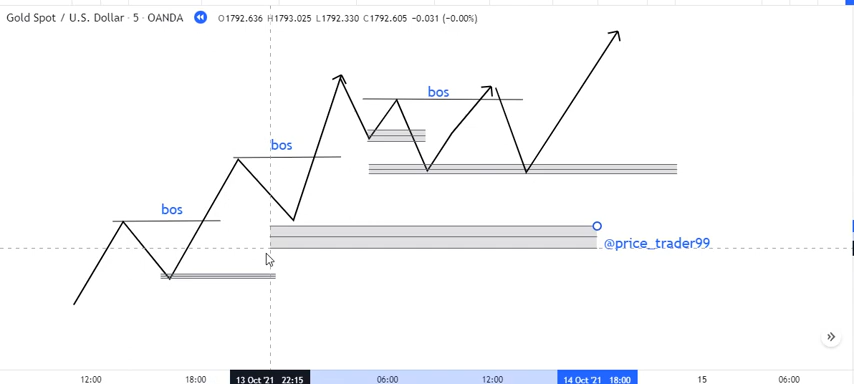 Gold Spot / U.S. Dollar · 5 · OANDA O1792.636 H1793.025 L1792.330 C1792.605 −0.031 (−0.00%)
bos
bos
bos
@price_trader99
12:00 18:00 13 Oct '21 22:15 06:00 12:00 14 Oct '21 18:00 15 06:00